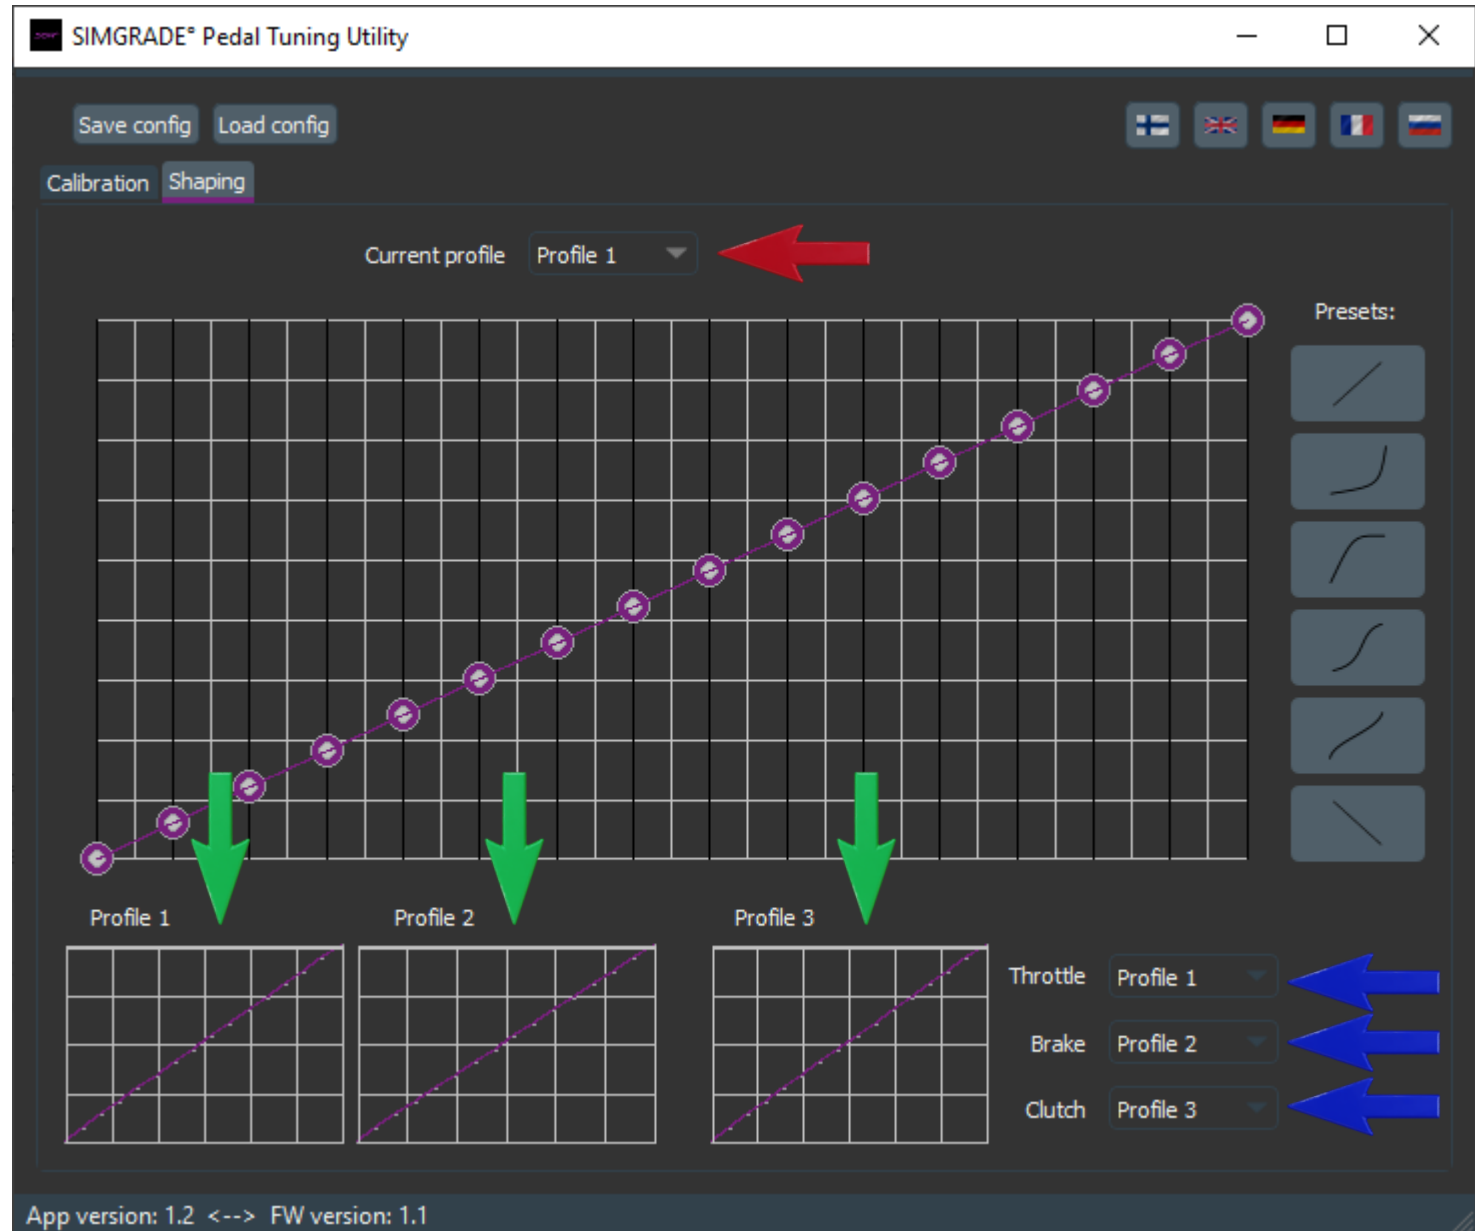 SIMGRADE° Pedal Tuning Utility
Save config Load config
Calibration Shaping
Current profile Profile 1
Presets:
Profile 1 Profile 2 Profile 3
Throttle Profile 1
Brake Profile 2
Clutch Profile 3
App version: 1.2 <--> FW version: 1.1